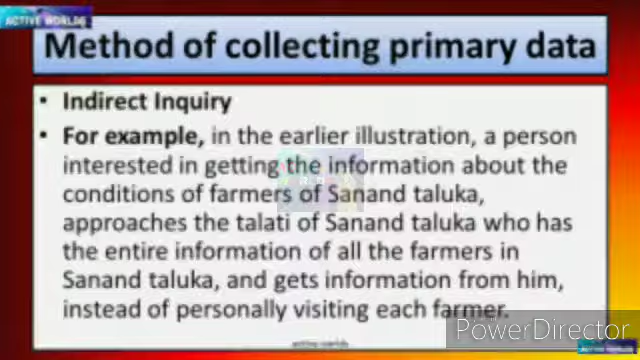 ACTIVE WORLDS
Method of collecting primary data
• Indirect Inquiry
• For example, in the earlier illustration, a person
interested in getting the information about the
conditions of farmers of Sanand taluka,
approaches the talati of Sanand taluka who has
the entire information of all the farmers in
Sanand taluka, and gets information from him,
instead of personally visiting each farmer.
active worlds
PowerDirector